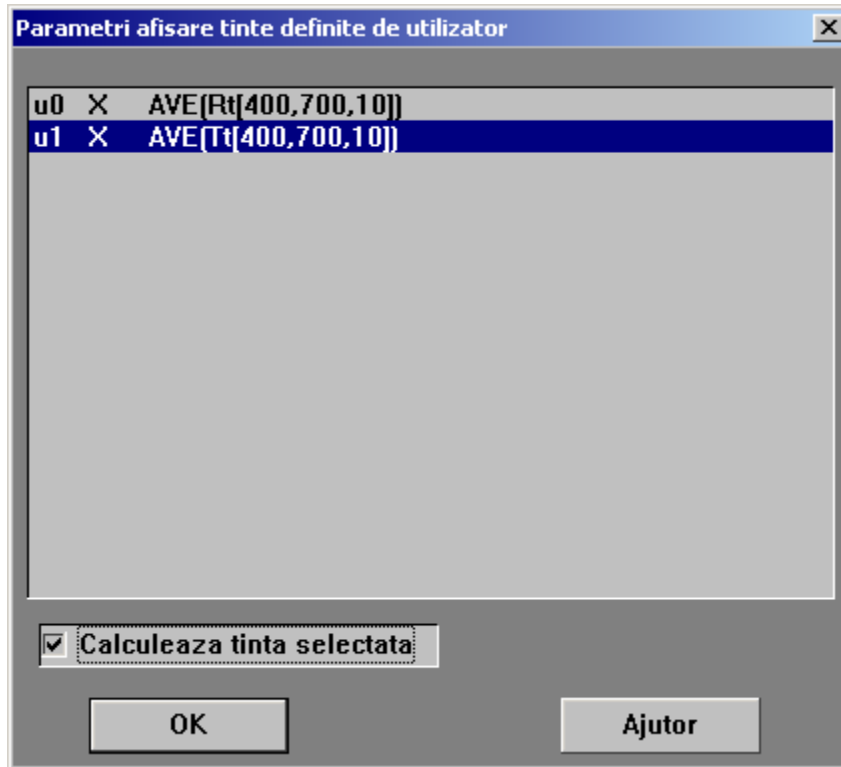 Parametri afisare tinte definite de utilizator
u0 X AVE(Rt[400,700,10])
u1 X AVE(Tt[400,700,10])
Calculeaza tinta selectata
OK
Ajutor